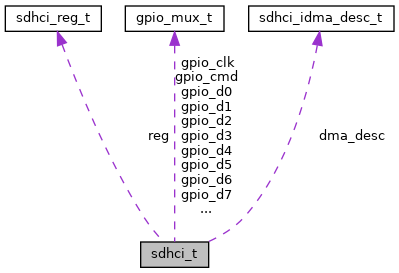 sdhci_reg_t
gpio_mux_t
sdhci_idma_desc_t
gpio_clk
gpio_cmd
gpio_d0
gpio_d1
gpio_d2
gpio_d3
gpio_d4
gpio_d5
gpio_d6
gpio_d7
...
reg
dma_desc
sdhci_t